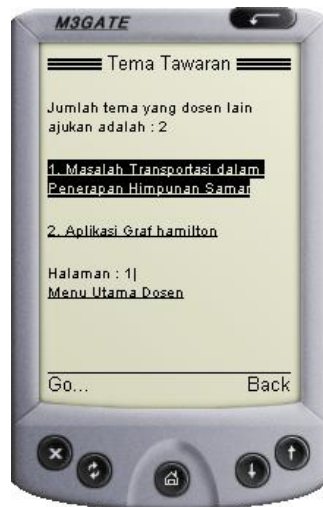 M3GATE
Tema Tawaran
Jumlah tema yang dosen lain
ajukan adalah : 2
1. Masalah Transportasi dalam
Penerapan Himpunan Samar
2. Aplikasi Graf hamilton
Halaman : 1|
Menu Utama Dosen
Go... Back